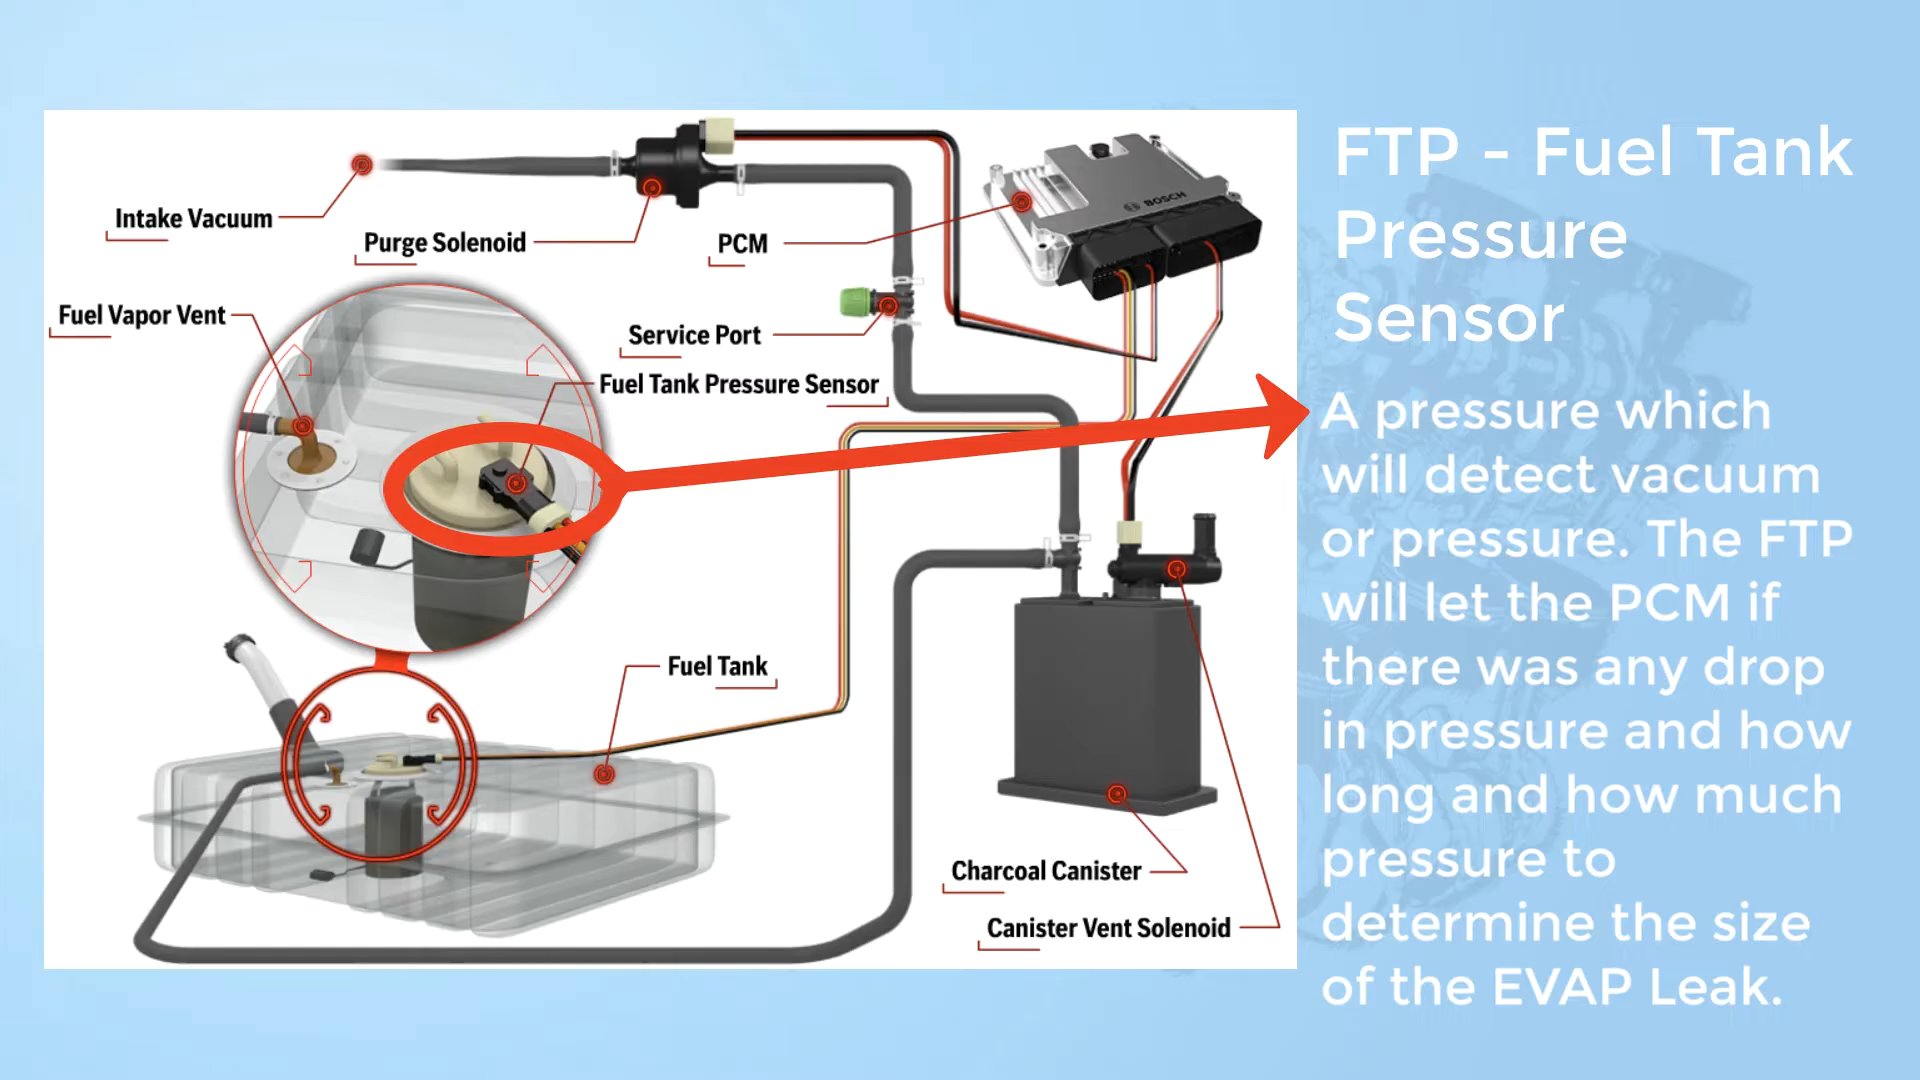 Intake Vacuum
Purge Solenoid
PCM
BOSCH
Fuel Vapor Vent
Service Port
Fuel Tank Pressure Sensor
Fuel Tank
Charcoal Canister
Canister Vent Solenoid
FTP - Fuel Tank
Pressure
Sensor
A pressure which
will detect vacuum
or pressure. The FTP
will let the PCM if
there was any drop
in pressure and how
long and how much
pressure to
determine the size
of the EVAP Leak.